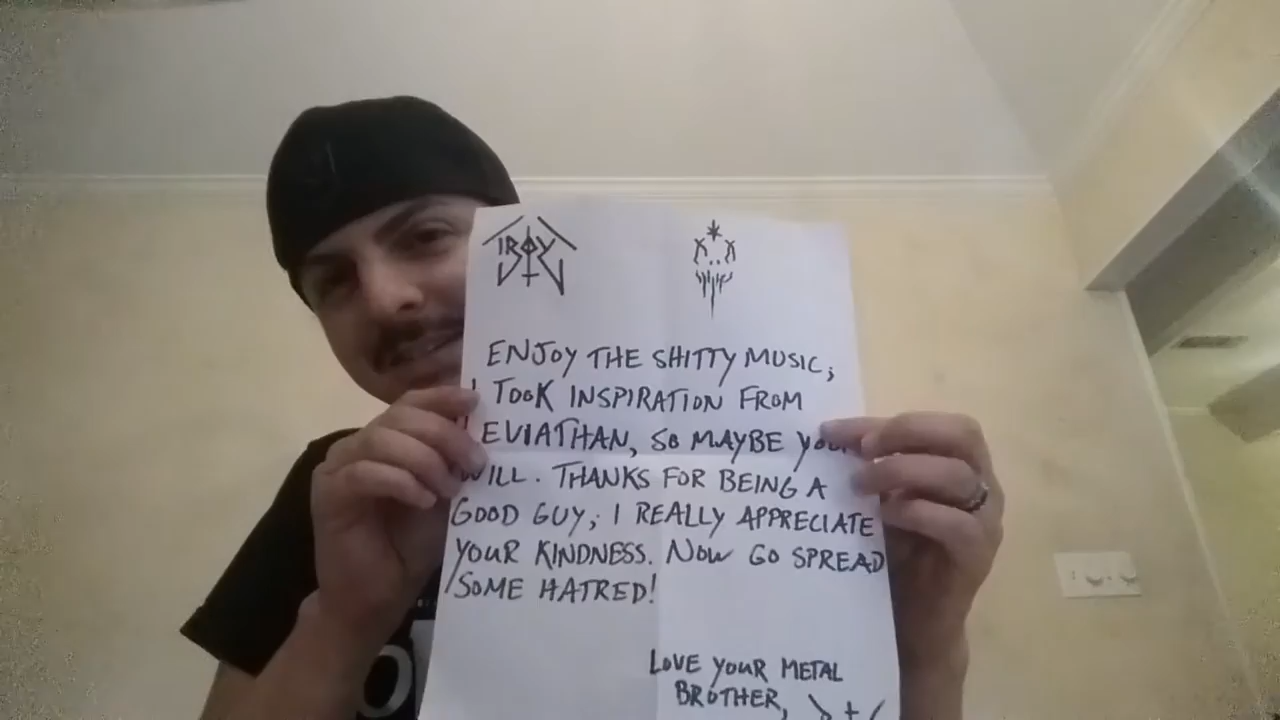 TROY
ENJOY THE SHITTY MUSIC;
I TOOK INSPIRATION FROM
LEVIATHAN, SO MAYBE YOU
WILL. THANKS FOR BEING A
GOOD GUY; I REALLY APPRECIATE
YOUR KINDNESS. NOW GO SPREAD
SOME HATRED!
LOVE YOUR METAL
BROTHER,